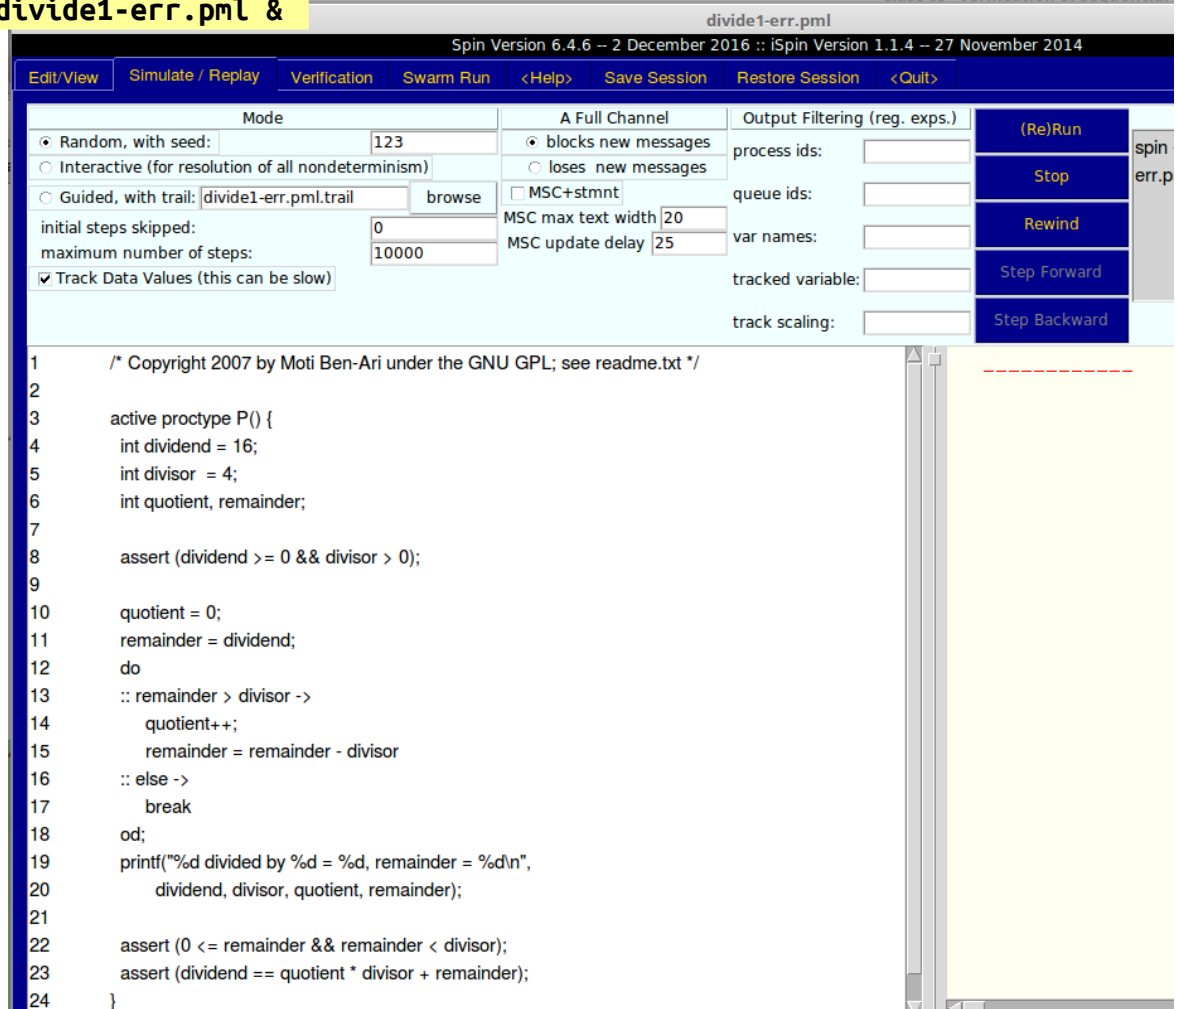 divide1-err.pml &
divide1-err.pml
Spin Version 6.4.6 -- 2 December 2016 :: iSpin Version 1.1.4 -- 27 November 2014
Edit/View Simulate / Replay Verification Swarm Run <Help> Save Session Restore Session <Quit>
Mode
Random, with seed: 123
Interactive (for resolution of all nondeterminism)
Guided, with trail: divide1-err.pml.trail browse
initial steps skipped: 0
maximum number of steps: 10000
Track Data Values (this can be slow)
A Full Channel
blocks new messages
loses new messages
MSC+stmnt
MSC max text width 20
MSC update delay 25
Output Filtering (reg. exps.)
process ids:
queue ids:
var names:
tracked variable:
track scaling:
(Re)Run
Stop
Rewind
Step Forward
Step Backward
spin
err.p
1 /* Copyright 2007 by Moti Ben-Ari under the GNU GPL; see readme.txt */
2
3 active proctype P() {
4 int dividend = 16;
5 int divisor  = 4;
6 int quotient, remainder;
7
8 assert (dividend >= 0 && divisor > 0);
9
10 quotient = 0;
11 remainder = dividend;
12 do
13 :: remainder > divisor ->
14 quotient++;
15 remainder = remainder - divisor
16 :: else ->
17 break
18 od;
19 printf("%d divided by %d = %d, remainder = %d\n",
20 dividend, divisor, quotient, remainder);
21
22 assert (0 <= remainder && remainder < divisor);
23 assert (dividend == quotient * divisor + remainder);
24 }
____________